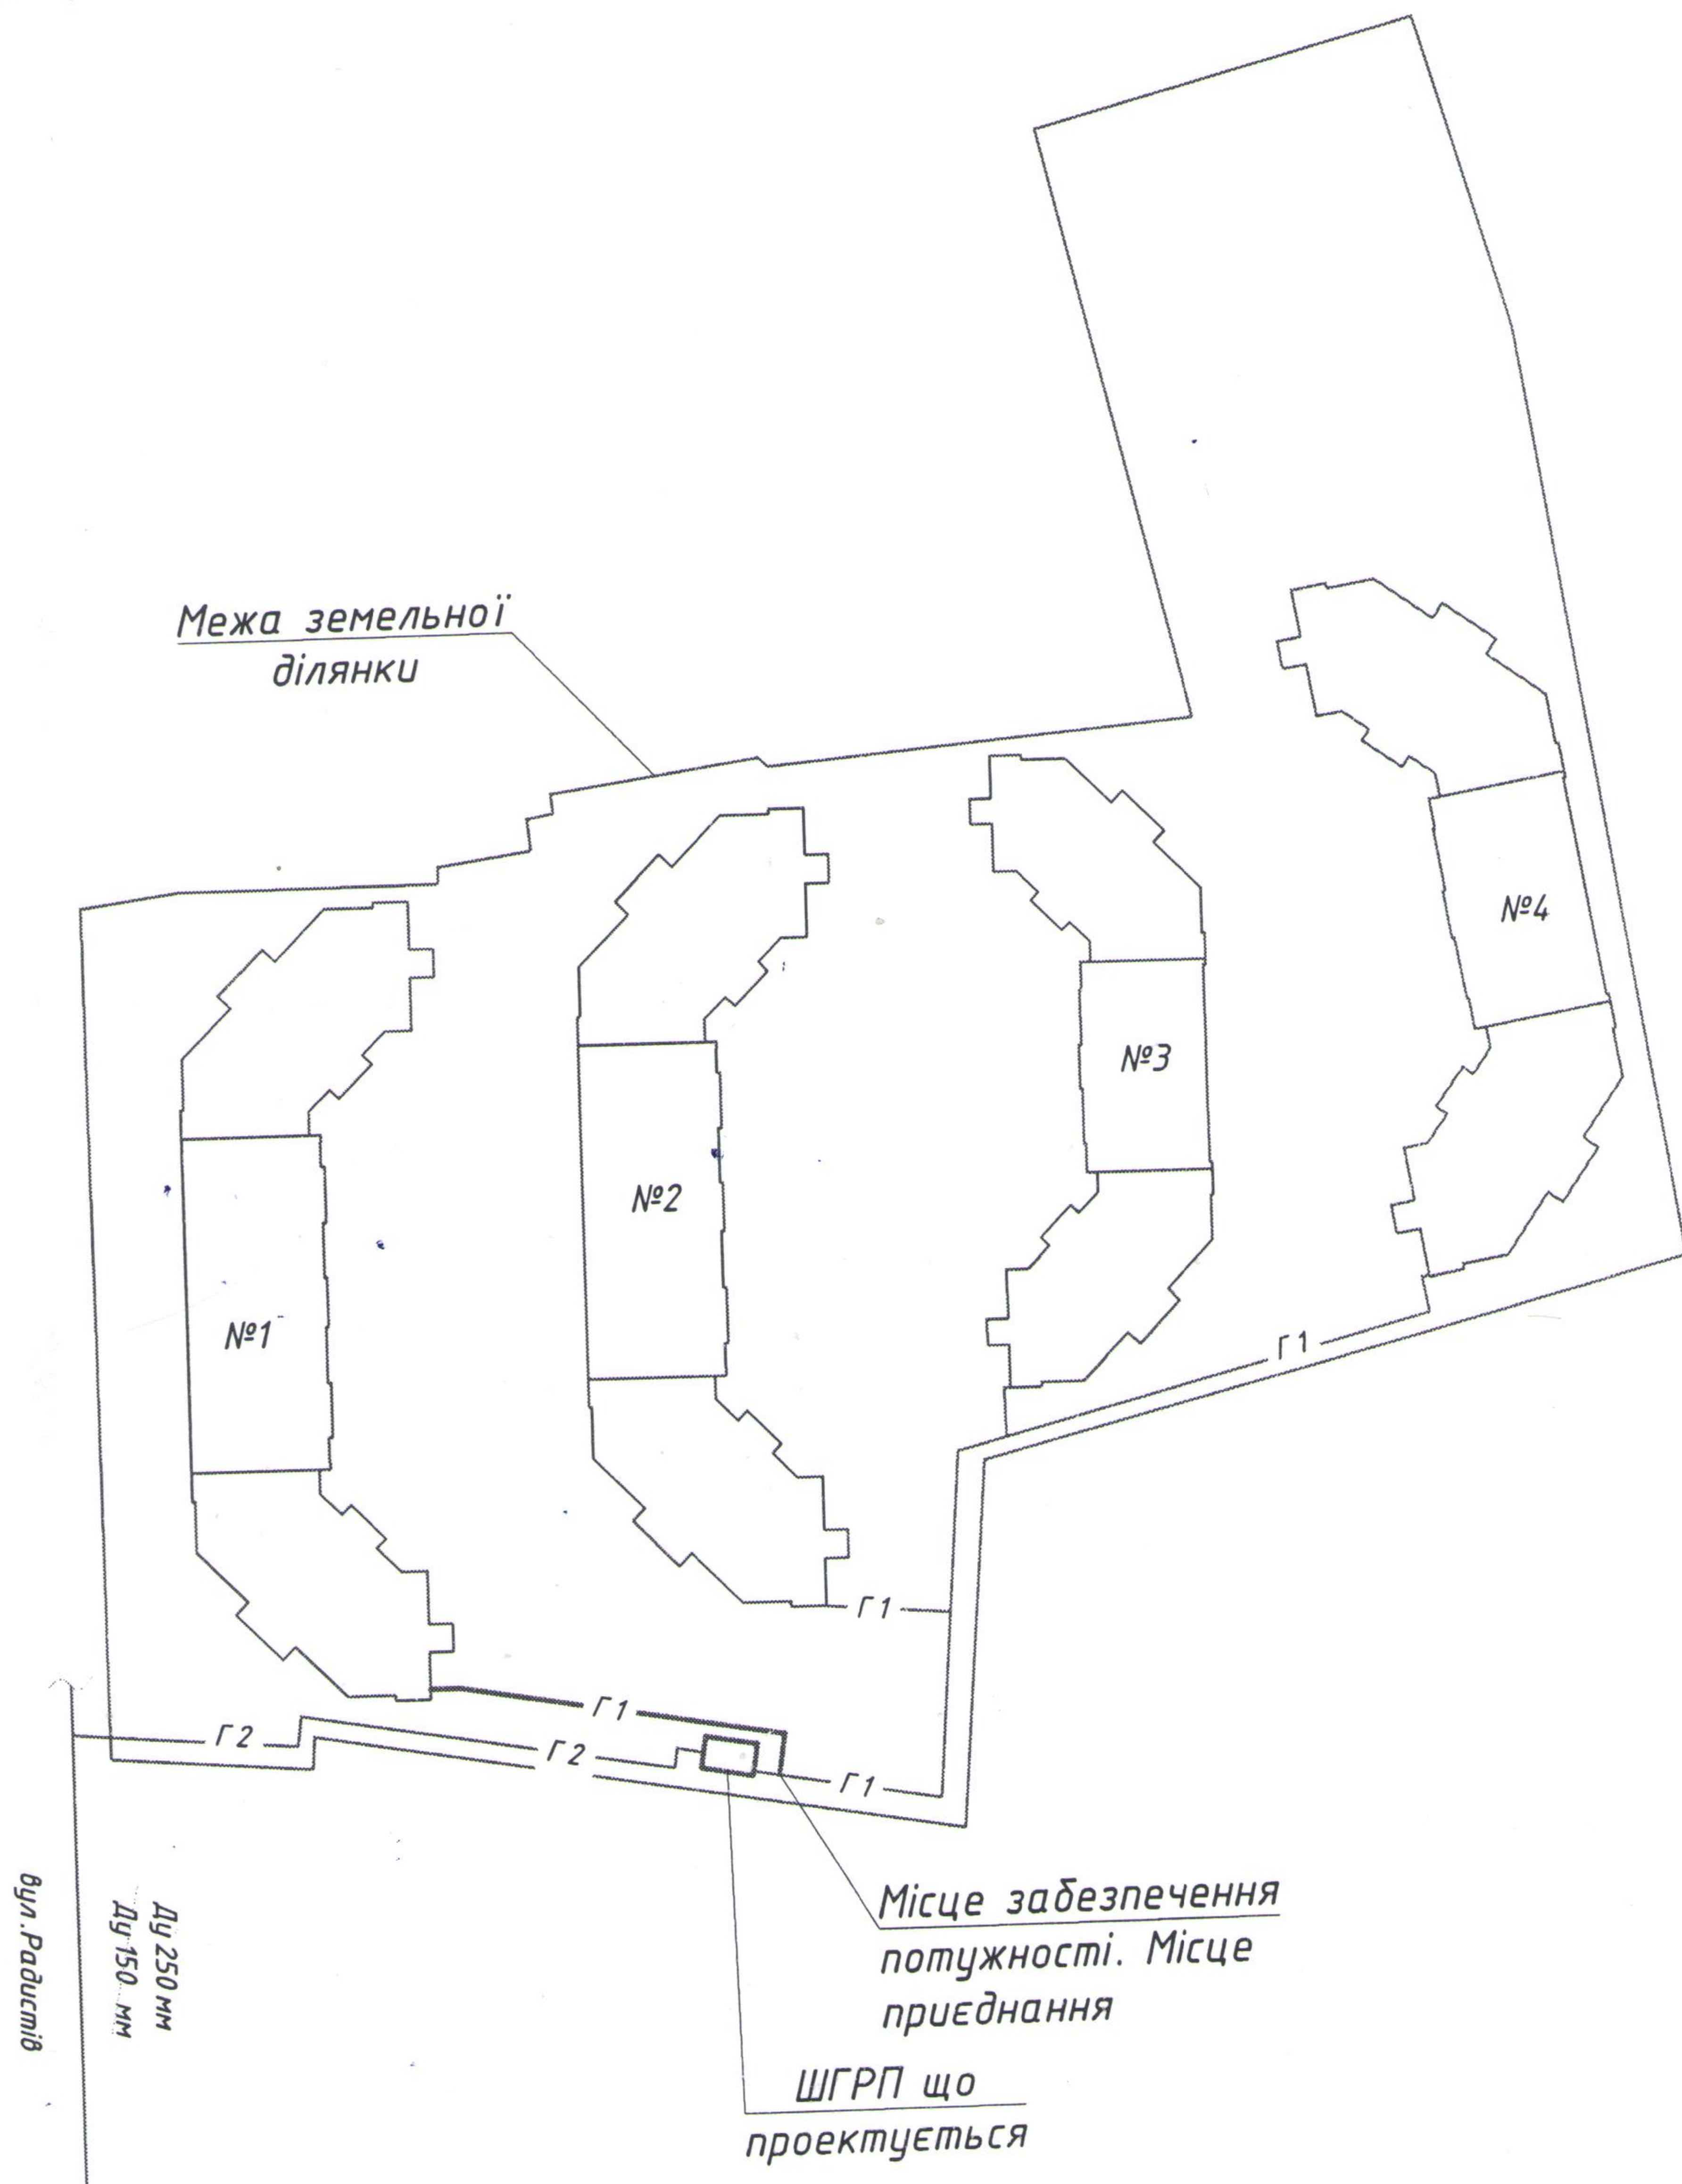 Межа земельної
ділянки
№4
№3
№2
№1
Г1
Г1
Г1
Г2
Г2
Г1
Місце забезпечення
потужності. Місце
приєднання
ШГРП що
проектується
Ду 250 мм
Ду 150 мм
вул.Радистів